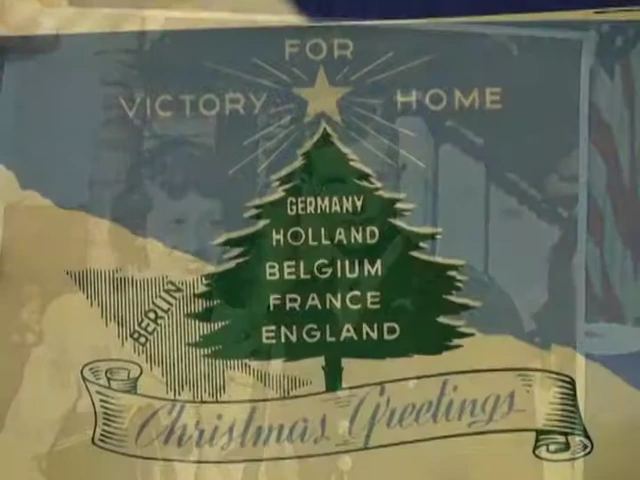 FOR
VICTORY HOME
GERMANY
HOLLAND
BELGIUM
FRANCE
ENGLAND
BERLIN
Christmas Greetings